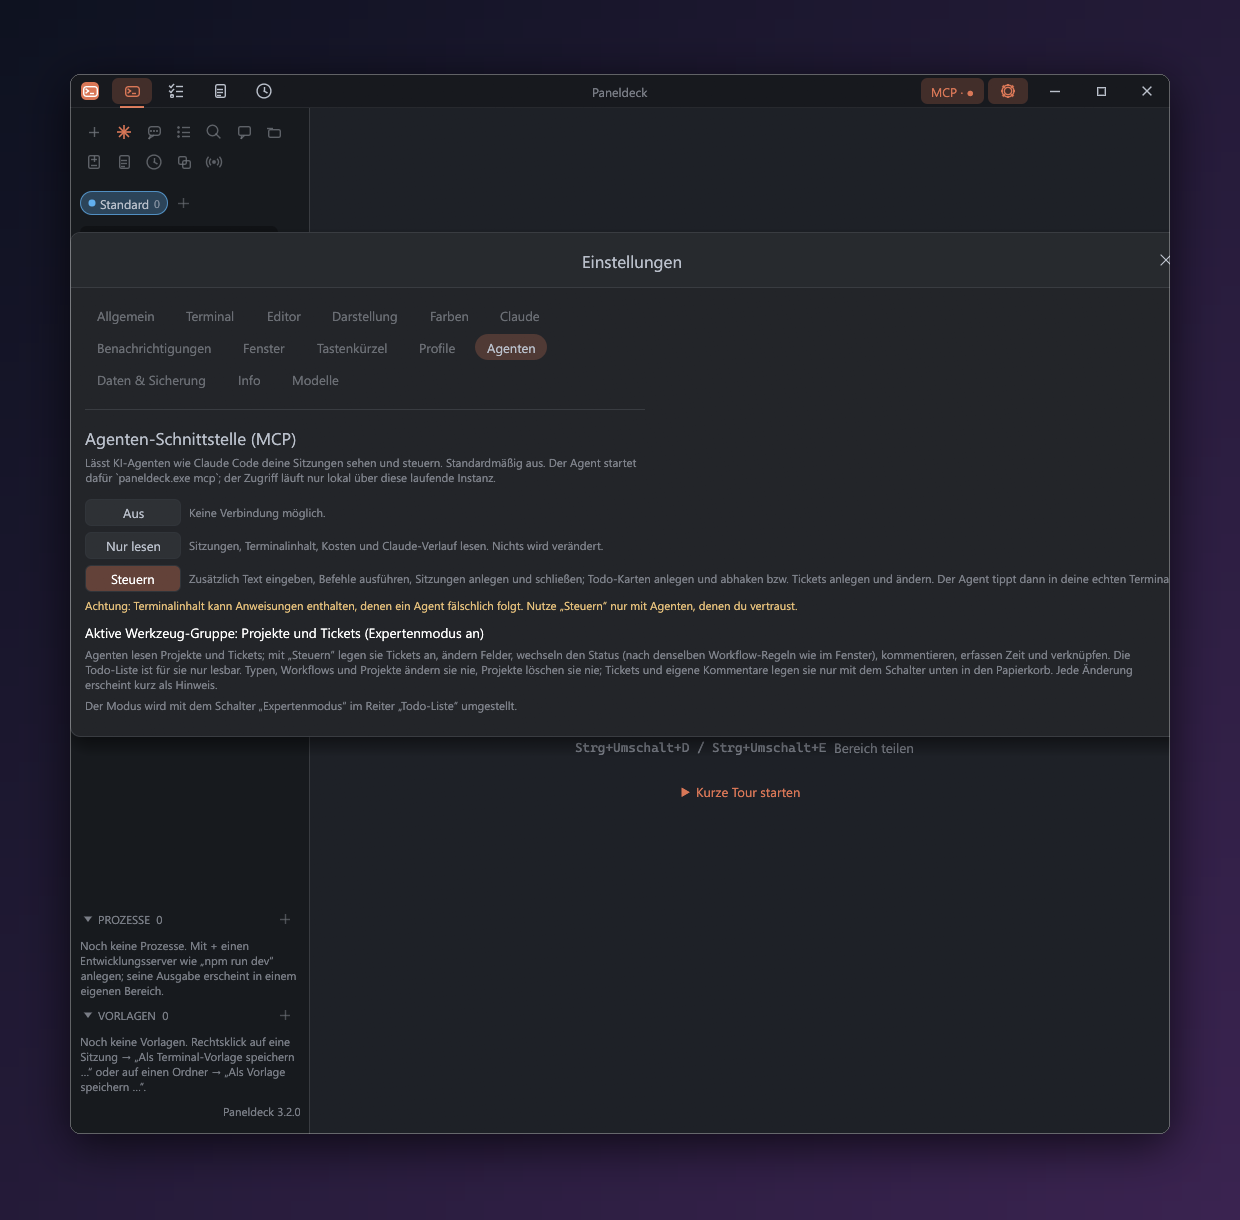 Paneldeck
MCP · ●
Standard 0
Einstellungen
Allgemein Terminal Editor Darstellung Farben Claude
Benachrichtigungen Fenster Tastenkürzel Profile Agenten
Daten & Sicherung Info Modelle
Agenten-Schnittstelle (MCP)
Lässt KI-Agenten wie Claude Code deine Sitzungen sehen und steuern. Standardmäßig aus. Der Agent startet
dafür `paneldeck.exe mcp`; der Zugriff läuft nur lokal über diese laufende Instanz.
Aus Keine Verbindung möglich.
Nur lesen Sitzungen, Terminalinhalt, Kosten und Claude-Verlauf lesen. Nichts wird verändert.
Steuern Zusätzlich Text eingeben, Befehle ausführen, Sitzungen anlegen und schließen; Todo-Karten anlegen und abhaken bzw. Tickets anlegen und ändern. Der Agent tippt dann in deine echten Termina
Achtung: Terminalinhalt kann Anweisungen enthalten, denen ein Agent fälschlich folgt. Nutze „Steuern“ nur mit Agenten, denen du vertraust.
Aktive Werkzeug-Gruppe: Projekte und Tickets (Expertenmodus an)
Agenten lesen Projekte und Tickets; mit „Steuern“ legen sie Tickets an, ändern Felder, wechseln den Status (nach denselben Workflow-Regeln wie im Fenster), kommentieren, erfassen Zeit und verknüpfen. Die
Todo-Liste ist für sie nur lesbar. Typen, Workflows und Projekte ändern sie nie, Projekte löschen sie nie; Tickets und eigene Kommentare legen sie nur mit dem Schalter unten in den Papierkorb. Jede Änderung
erscheint kurz als Hinweis.
Der Modus wird mit dem Schalter „Expertenmodus“ im Reiter „Todo-Liste“ umgestellt.
Strg+Umschalt+D / Strg+Umschalt+E Bereich teilen
▶ Kurze Tour starten
PROZESSE 0
Noch keine Prozesse. Mit + einen
Entwicklungsserver wie „npm run dev“
anlegen; seine Ausgabe erscheint in einem
eigenen Bereich.
VORLAGEN 0
Noch keine Vorlagen. Rechtsklick auf eine
Sitzung → „Als Terminal-Vorlage speichern
…“ oder auf einen Ordner → „Als Vorlage
speichern …“.
Paneldeck 3.2.0